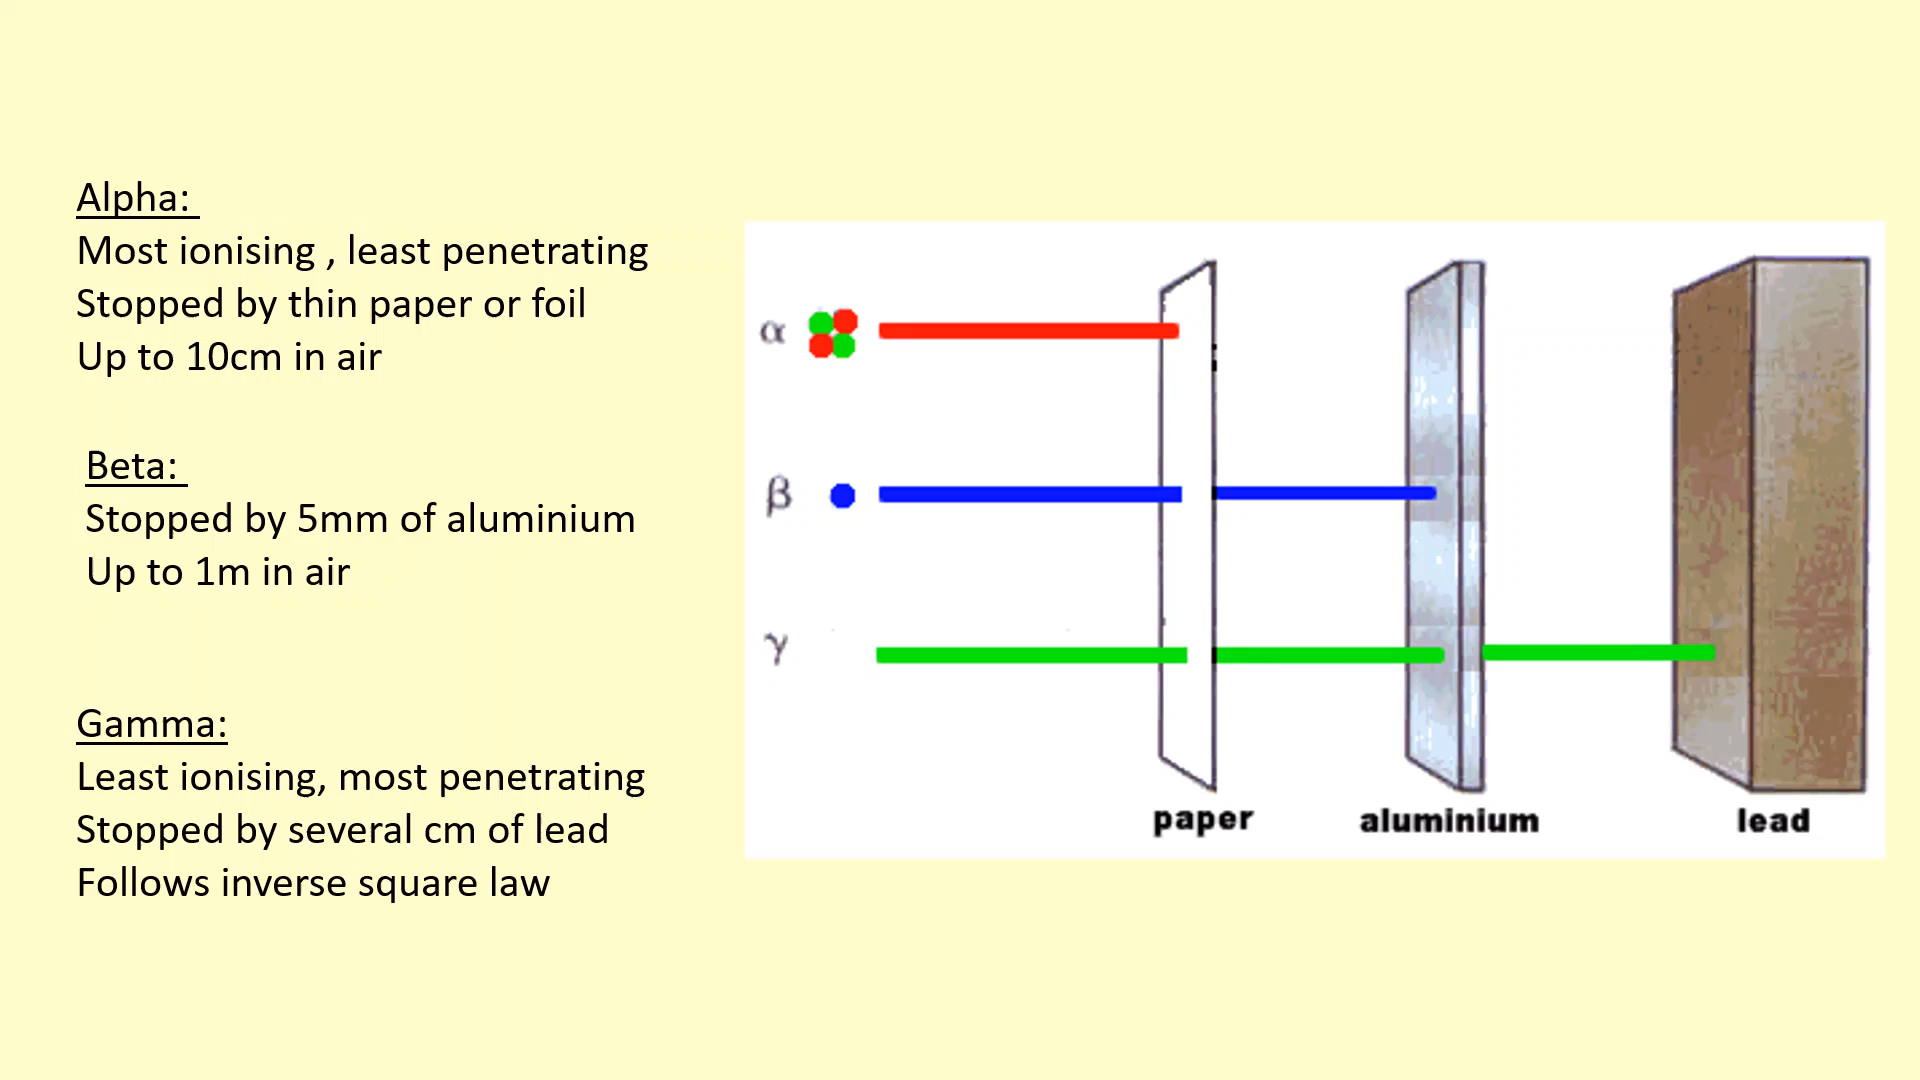 Alpha:
Most ionising , least penetrating
Stopped by thin paper or foil
Up to 10cm in air
Beta:
Stopped by 5mm of aluminium
Up to 1m in air
Gamma:
Least ionising, most penetrating
Stopped by several cm of lead
Follows inverse square law
α
β
γ
paper
aluminium
lead